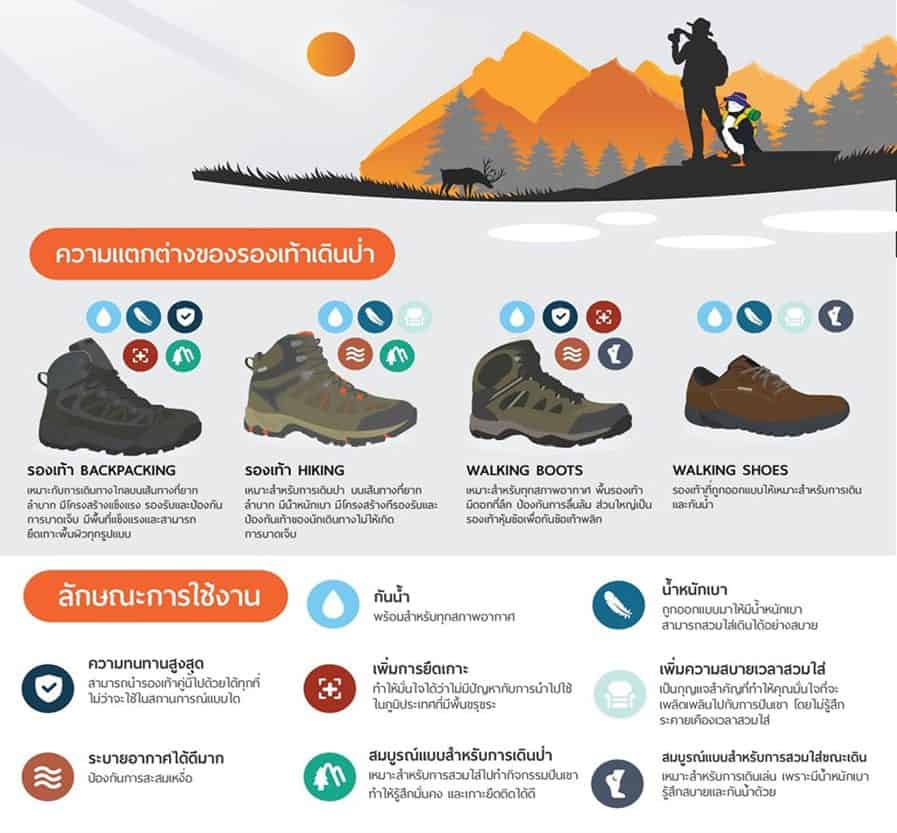 ความแตกต่างของรองเท้าเดินป่า
รองเท้า BACKPACKING
เหมาะกับการเดินทางไกลบนเส้นทางที่ยาก
ลำบาก มีโครงสร้างแข็งแรง รองรับและป้องกัน
การบาดเจ็บ มีพื้นที่แข็งแรงและสามารถ
ยึดเกาะพื้นผิวทุกรูปแบบ
รองเท้า HIKING
เหมาะสำหรับการเดินป่า บนเส้นทางที่ยาก
ลำบาก มีน้ำหนักเบา มีโครงสร้างที่รองรับและ
ป้องกันเท้าของนักเดินทางไม่ให้เกิด
การบาดเจ็บ
WALKING BOOTS
เหมาะสำหรับทุกสภาพอากาศ พื้นรองเท้า
มีดอกที่ลึก ป้องกันการลื่นล้ม ส่วนใหญ่เป็น
รองเท้าหุ้มข้อเพื่อกันข้อเท้าพลิก
WALKING SHOES
รองเท้าที่ถูกออกแบบให้เหมาะสำหรับการเดิน
และกันน้ำ
ลักษณะการใช้งาน
กันน้ำ
พร้อมสำหรับทุกสภาพอากาศ
น้ำหนักเบา
ถูกออกแบบมาให้มีน้ำหนักเบา
สามารถสวมใส่เดินได้อย่างสบาย
ความทนทานสูงสุด
สามารถนำรองเท้าคู่นี้ไปด้วยได้ทุกที่
ไม่ว่าจะใช้ในสถานการณ์แบบใด
เพิ่มการยึดเกาะ
ทำให้มั่นใจได้ว่าไม่มีปัญหากับการนำไปใช้
ในภูมิประเทศที่มีพื้นขรุขระ
เพิ่มความสบายเวลาสวมใส่
เป็นกุญแจสำคัญที่ทำให้คุณมั่นใจที่จะ
เพลิดเพลินไปกับการปีนเขา โดยไม่รู้สึก
ระคายเคืองเวลาสวมใส่
ระบายอากาศได้ดีมาก
ป้องกันการสะสมเหงื่อ
สมบูรณ์แบบสำหรับการเดินป่า
เหมาะสำหรับการสวมใส่ไปทำกิจกรรมปีนเขา
ทำให้รู้สึกมั่นคง และเกาะยึดติดได้ดี
สมบูรณ์แบบสำหรับการสวมใส่ขณะเดิน
เหมาะสำหรับการเดินเล่น เพราะมีน้ำหนักเบา
รู้สึกสบายและกันน้ำด้วย